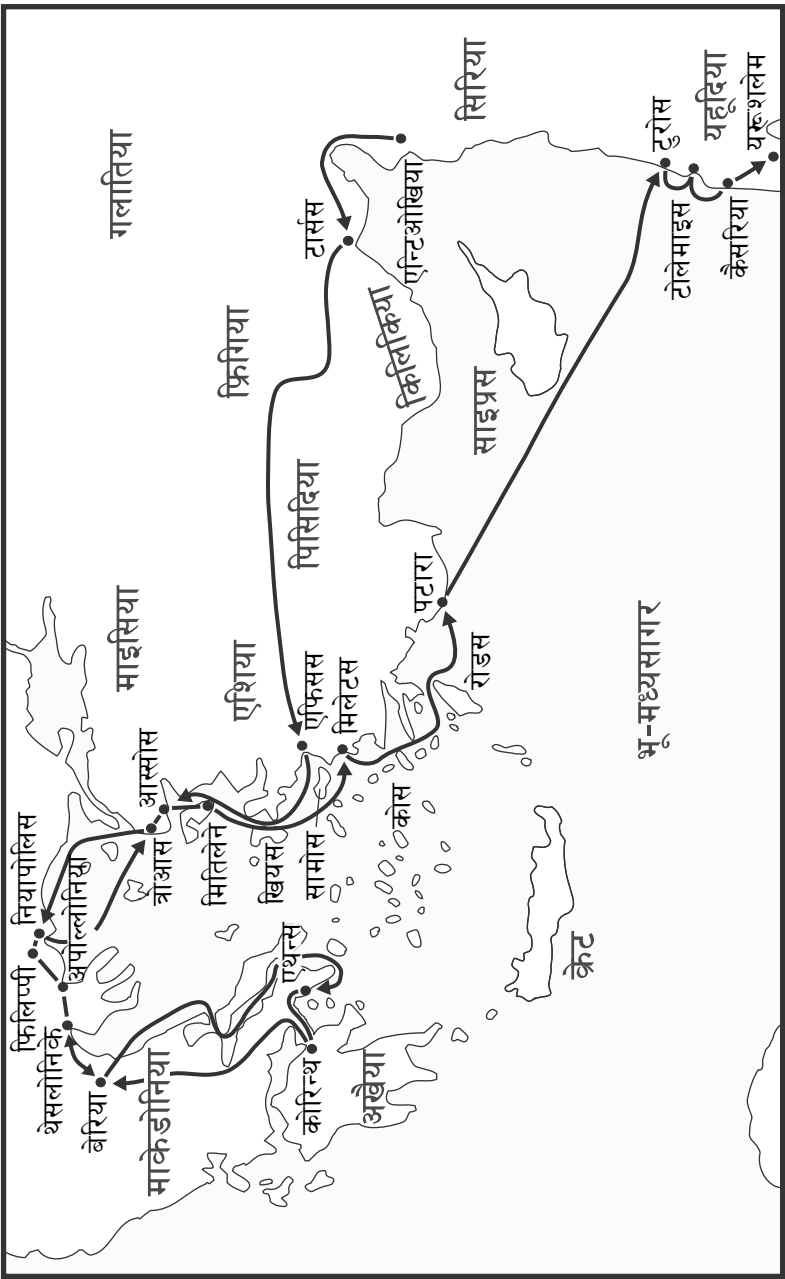 फिलिप्पी
नियापोलिस
थेसलोनिक
अपोल्लोनिया
बेरिया
माकेडोनिया
त्रोआस
आस्सोस
माइसिया
गलातिया
मितिलेन
एशिया
फ्रिगिया
खियस
सामोस
एफिसस
पिसिदिया
टार्सस
कोरिन्थ
एथेन्स
मिलेटस
अखैया
कोस
किलिकिया
एन्टिओखिया
पटारा
रोडस
साइप्रस
सिरिया
क्रेट
भू-मध्यसागर
टुरोस
टोलेमाइस
यहूदिया
कैसरिया
यरूशलेम